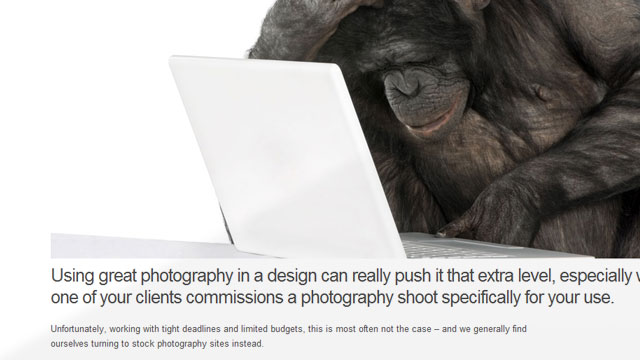 Using great photography in a design can really push it that extra level, especially
one of your clients commissions a photography shoot specifically for your use.
Unfortunately, working with tight deadlines and limited budgets, this is most often not the case – and we generally find
ourselves turning to stock photography sites instead.